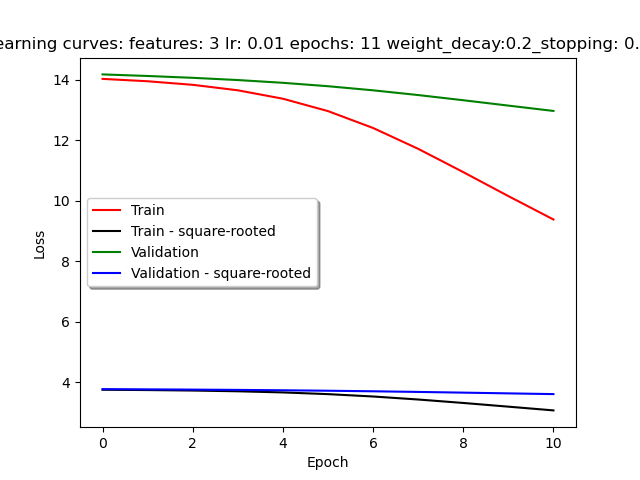 earning curves: features: 3 lr: 0.01 epochs: 11 weight_decay:0.2_stopping: 0.
14
12
10
8
6
4
Loss
Train
Train - square-rooted
Validation
Validation - square-rooted
0 2 4 6 8 10
Epoch